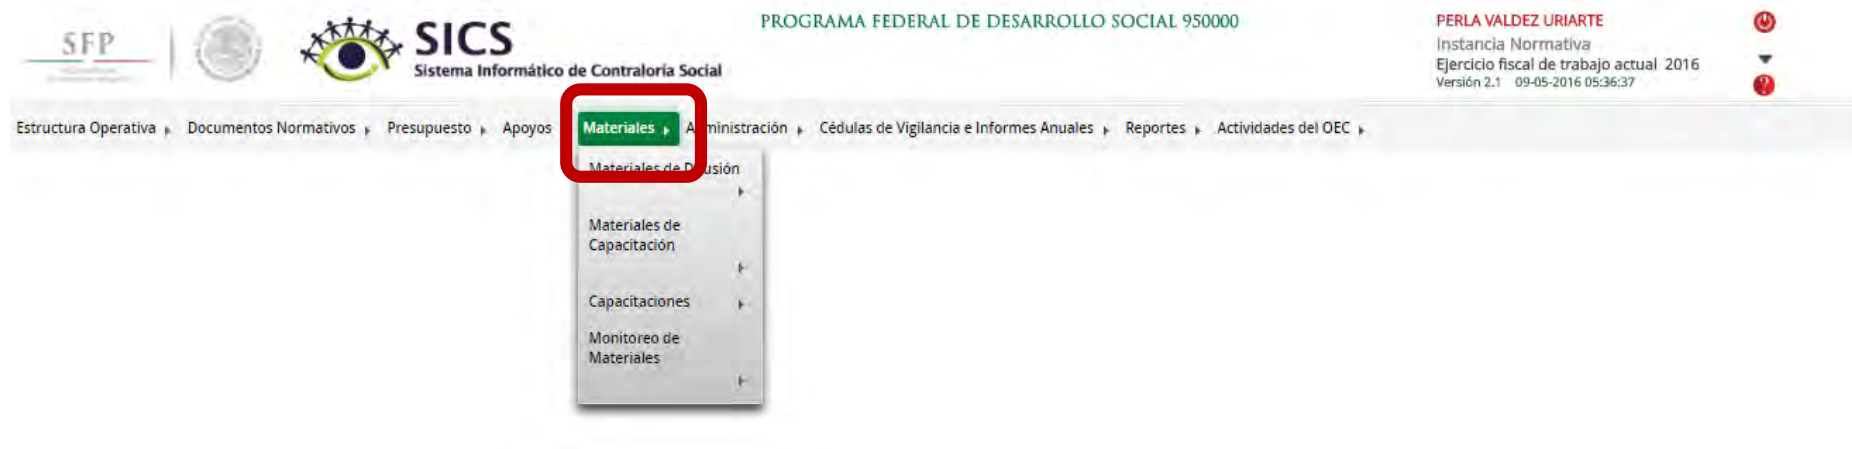 SFP
SICS
Sistema Informático de Contraloría Social
PROGRAMA FEDERAL DE DESARROLLO SOCIAL 950000
PERLA VALDEZ URIARTE
Instancia Normativa
Ejercicio fiscal de trabajo actual 2016
Versión 2.1 09-05-2016 05:36:37
?
Estructura Operativa Documentos Normativos Presupuesto Apoyos Materiales Administración Cédulas de Vigilancia e Informes Anuales Reportes Actividades del OEC
Materiales de Difusión
Materiales de
Capacitación
Capacitaciones
Monitoreo de
Materiales